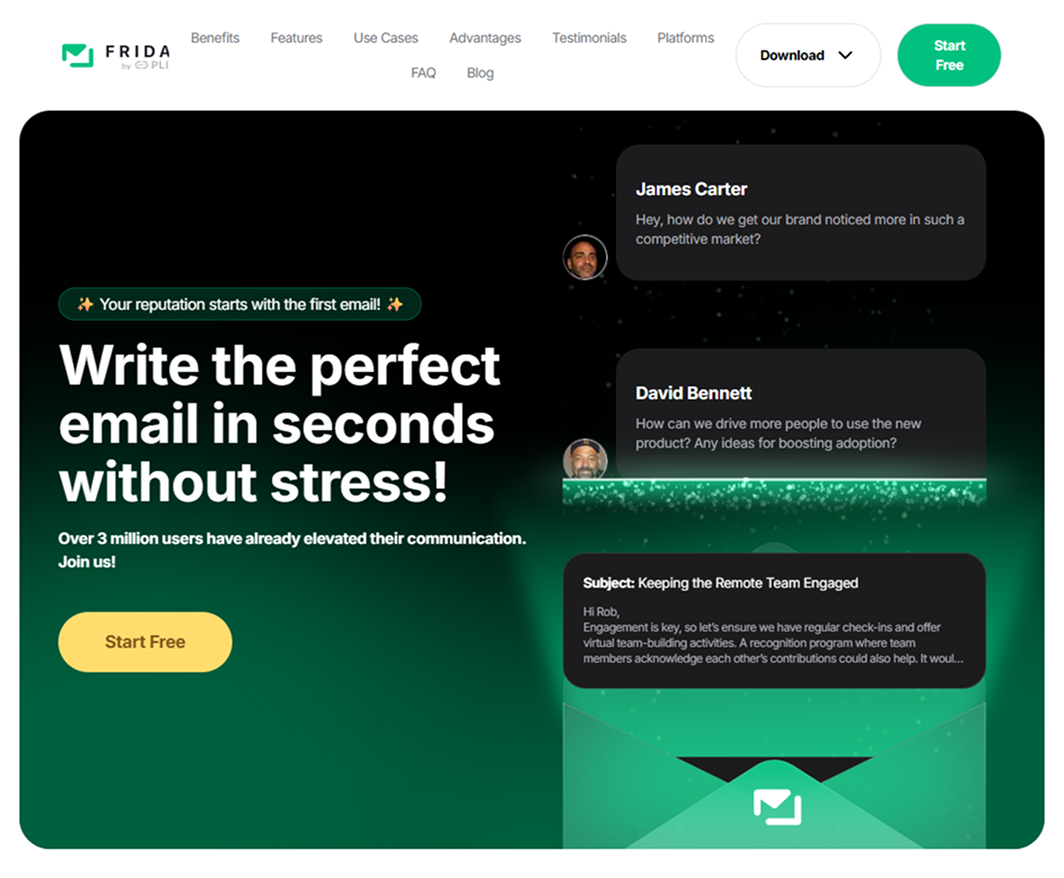 FRIDA
by PLI
Benefits Features Use Cases Advantages Testimonials Platforms
FAQ Blog
Download
Start
Free
✨ Your reputation starts with the first email! ✨
Write the perfect
email in seconds
without stress!
Over 3 million users have already elevated their communication.
Join us!
Start Free
James Carter
Hey, how do we get our brand noticed more in such a
competitive market?
David Bennett
How can we drive more people to use the new
product? Any ideas for boosting adoption?
Subject: Keeping the Remote Team Engaged
Hi Rob,
Engagement is key, so let's ensure we have regular check-ins and offer
virtual team-building activities. A recognition program where team
members acknowledge each other's contributions could also help. It woul...